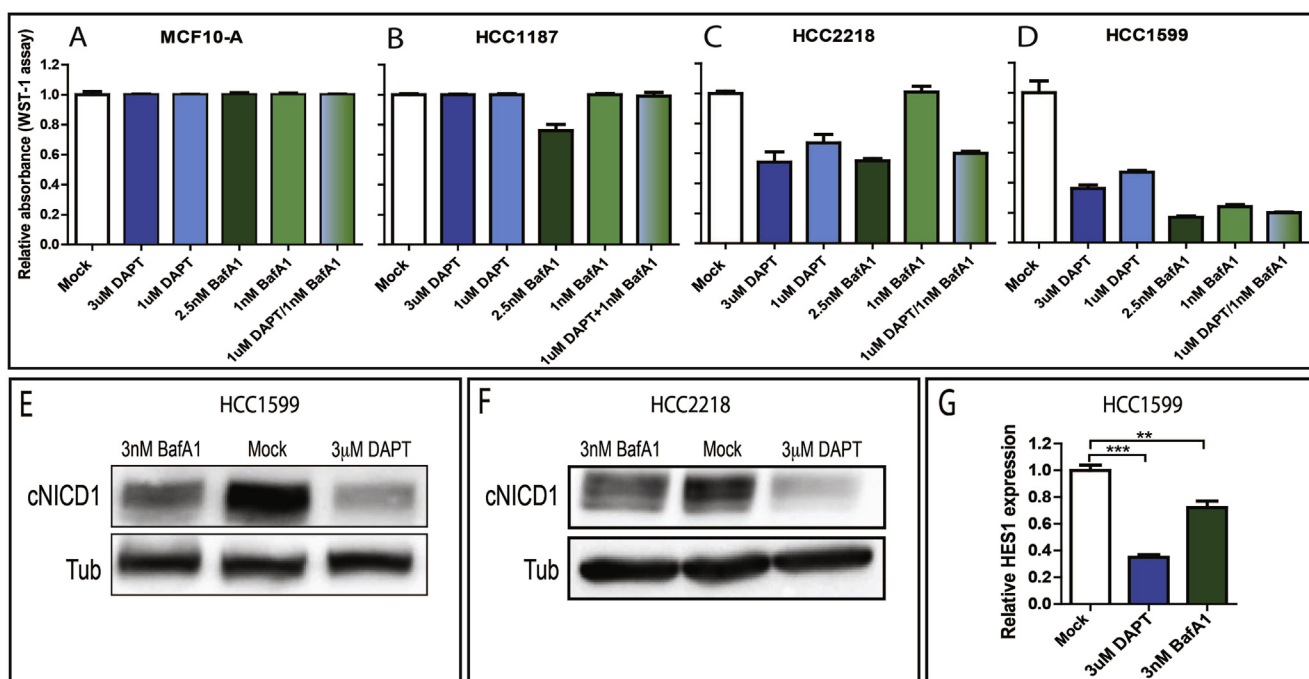 A MCF10-A
B HCC1187
C HCC2218
D HCC1599
Relative absorbance (WST-1 assay)
1.2
1.0
0.8
0.6
0.4
0.2
0.0
Mock
3uM DAPT
1uM DAPT
2.5nM BafA1
1nM BafA1
1uM DAPT/1nM BafA1
Mock
3uM DAPT
1uM DAPT
2.5nM BafA1
1nM BafA1
1uM DAPT+1nM BafA1
Mock
3uM DAPT
1uM DAPT
2.5nM BafA1
1nM BafA1
1uM DAPT/1nM BafA1
Mock
3uM DAPT
1uM DAPT
2.5nM BafA1
1nM BafA1
1uM DAPT/1nM BafA1
E HCC1599
3nM BafA1 Mock 3μM DAPT
cNICD1
Tub
F HCC2218
3nM BafA1 Mock 3μM DAPT
cNICD1
Tub
G HCC1599
Relative HES1 expression
1.2
1.0
0.8
0.6
0.4
0.2
0.0
**
***
Mock
3uM DAPT
3nM BafA1